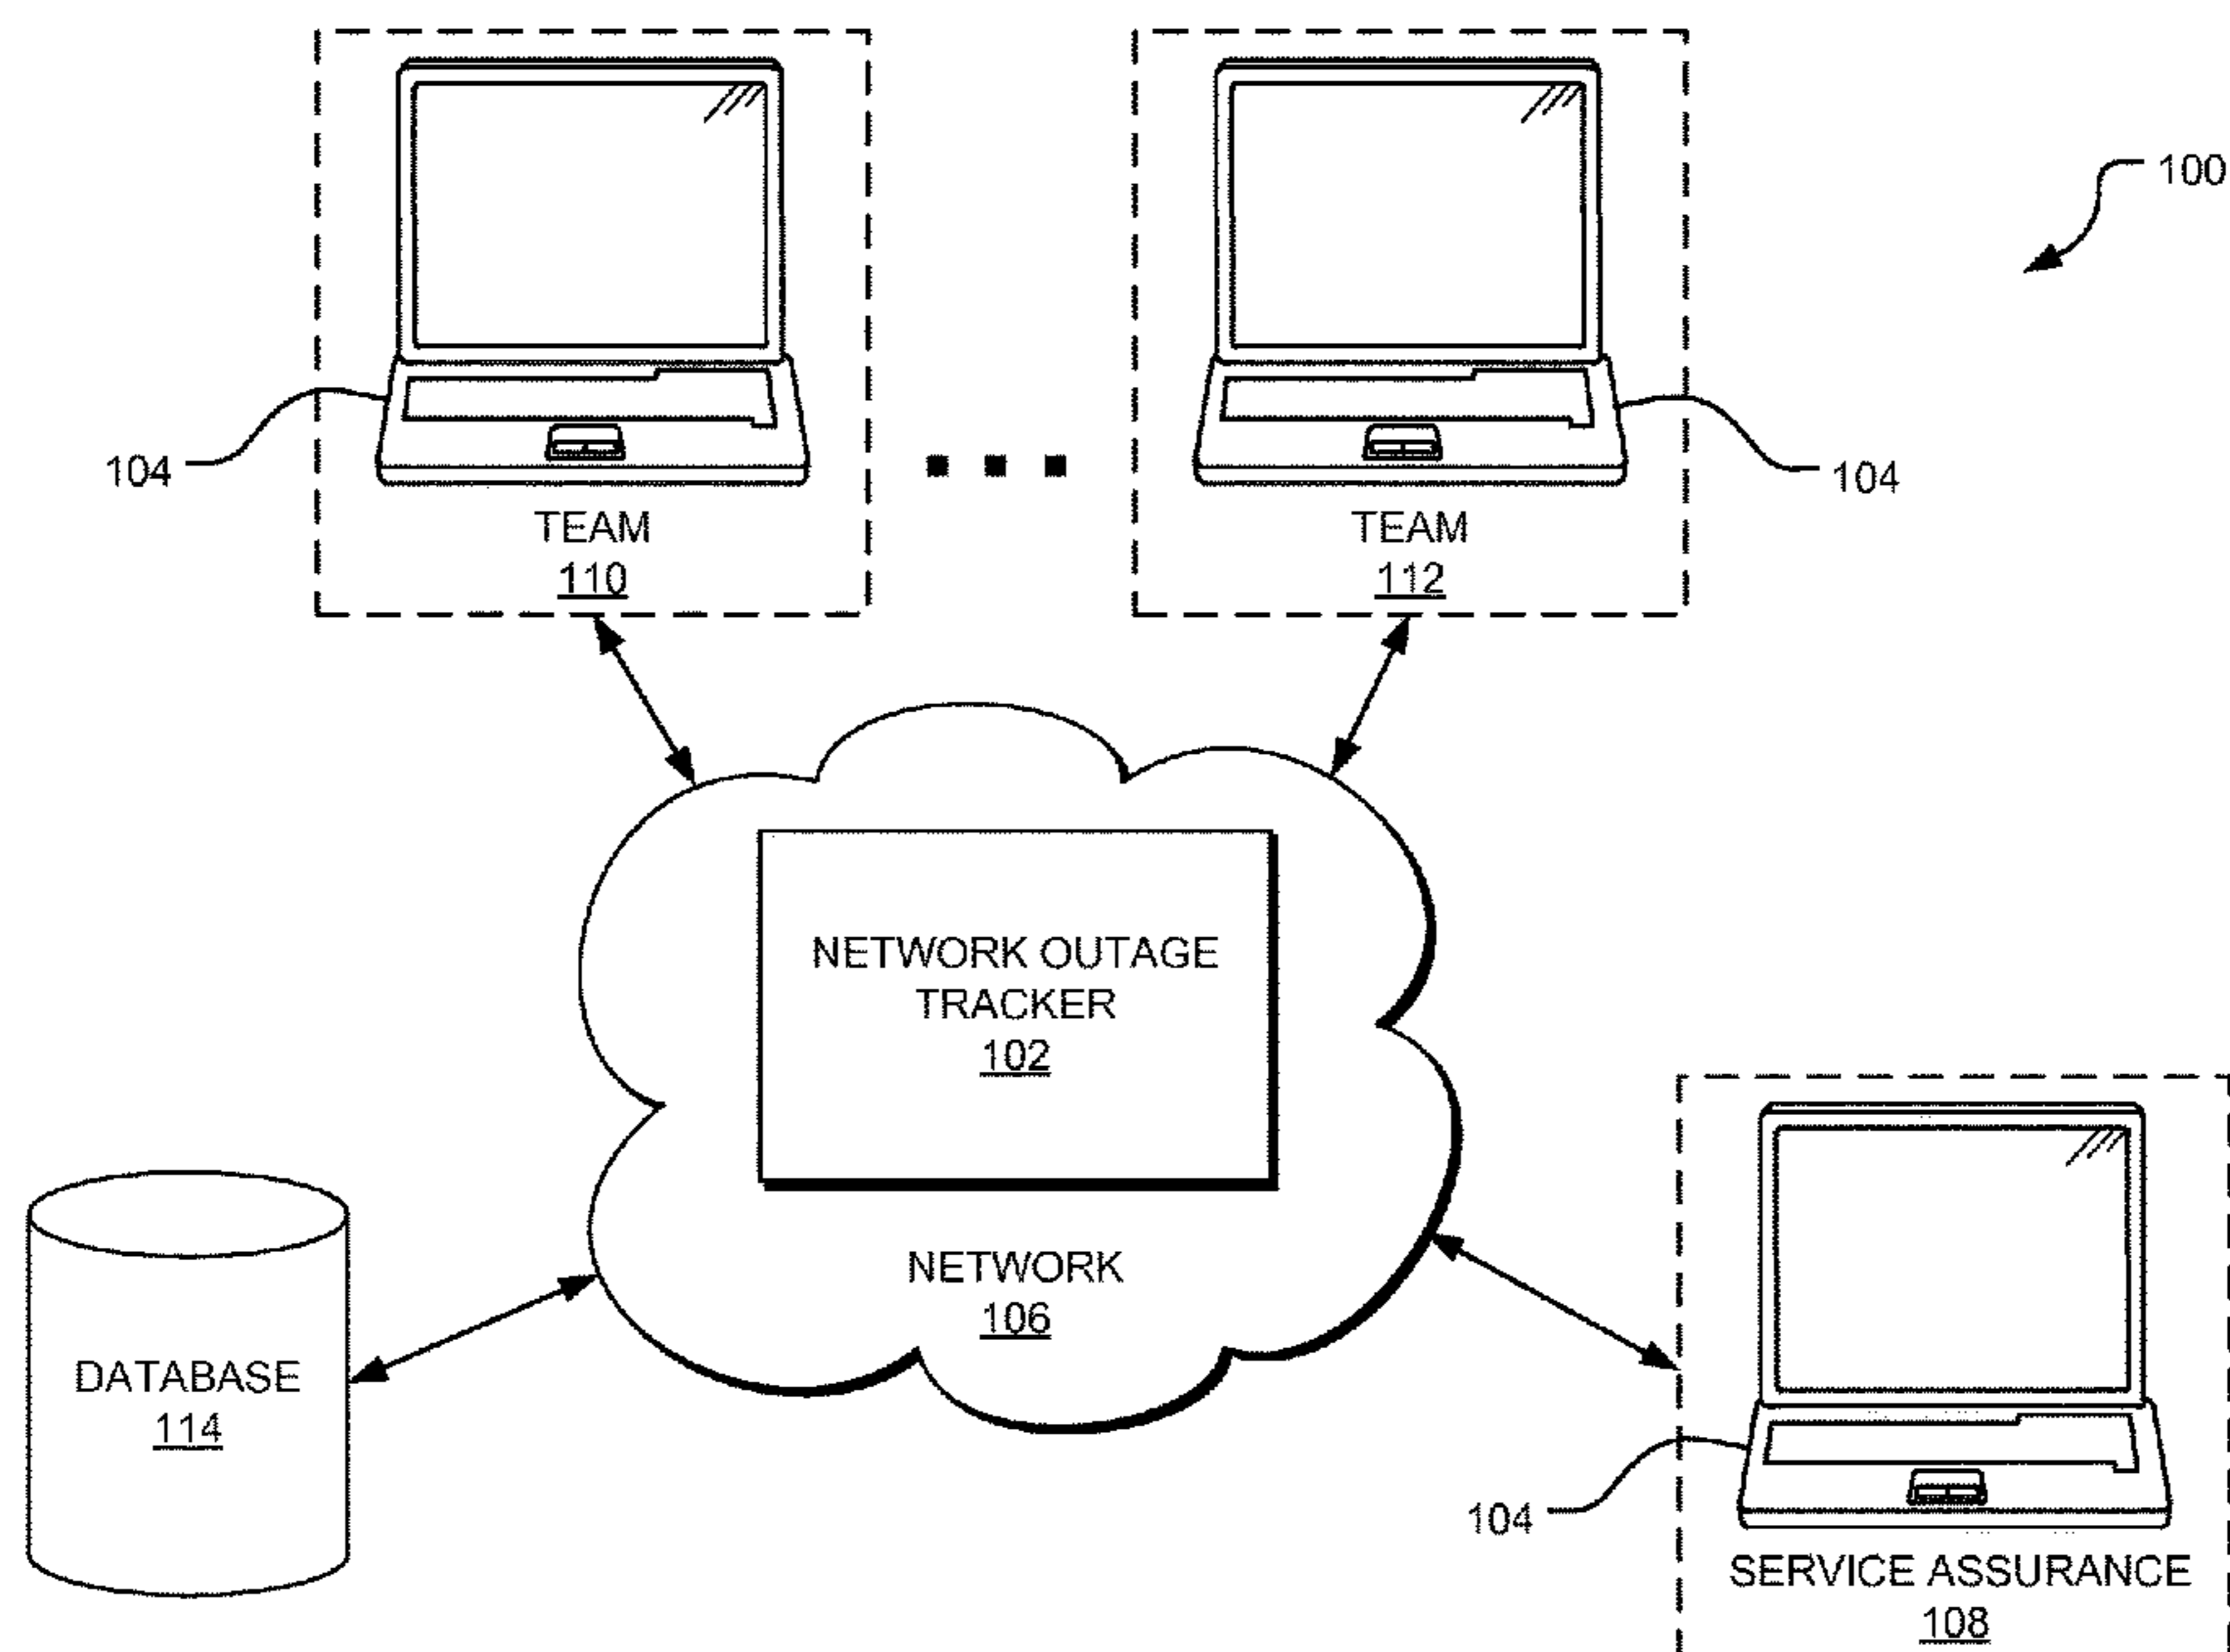 100
104
104
TEAM
110
TEAM
112
NETWORK OUTAGE
TRACKER
102
NETWORK
106
DATABASE
114
104
SERVICE ASSURANCE
108